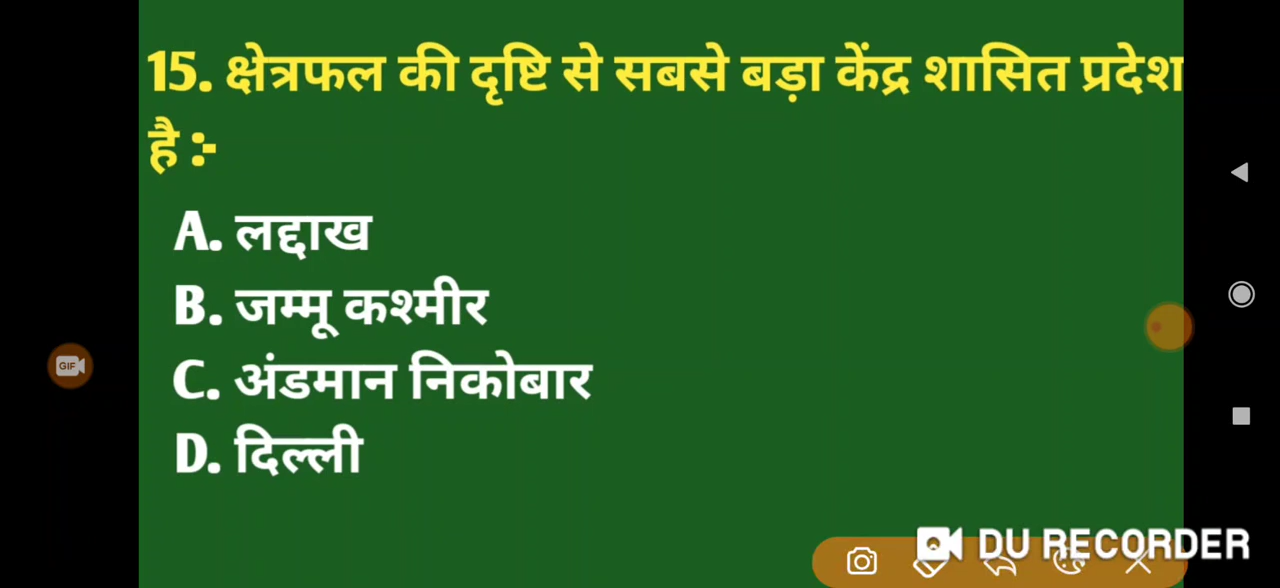 15. क्षेत्रफल की दृष्टि से सबसे बड़ा केंद्र शासित प्रदेश
है :-
A. लद्दाख
B. जम्मू कश्मीर
C. अंडमान निकोबार
D. दिल्ली
GIF
DU RECORDER